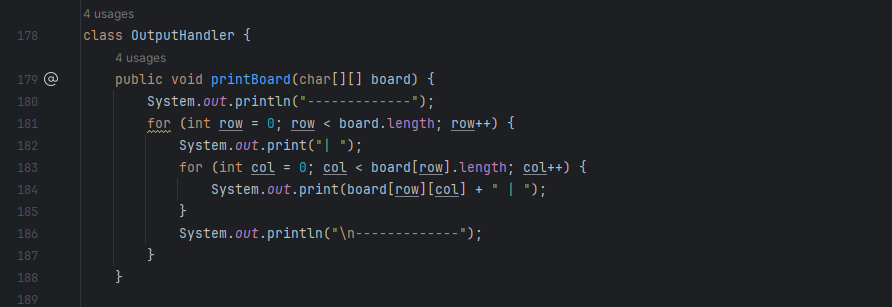 4 usages
178 class OutputHandler {
4 usages
179 @ public void printBoard(char[][] board) {
180 System.out.println("-------------");
181 for (int row = 0; row < board.length; row++) {
182 System.out.print("| ");
183 for (int col = 0; col < board[row].length; col++) {
184 System.out.print(board[row][col] + " | ");
185 }
186 System.out.println("\n-------------");
187 }
188 }
189